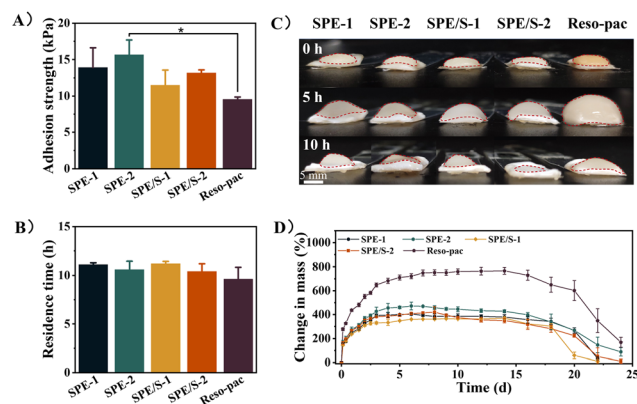 A)
Adhesion strength (kPa)
20
15
10
5
0
*
SPE-1
SPE-2
SPE/S-1
SPE/S-2
Reso-pac
C)
SPE-1 SPE-2 SPE/S-1 SPE/S-2 Reso-pac
0 h
5 h
10 h
5 mm
B)
Residence time (h)
15
10
5
0
SPE-1
SPE-2
SPE/S-1
SPE/S-2
Reso-pac
D)
SPE-1 SPE-2 SPE/S-1
SPE/S-2 Reso-pac
Change in mass (%)
1000
800
600
400
200
0
0 5 10 15 20 25
Time (d)